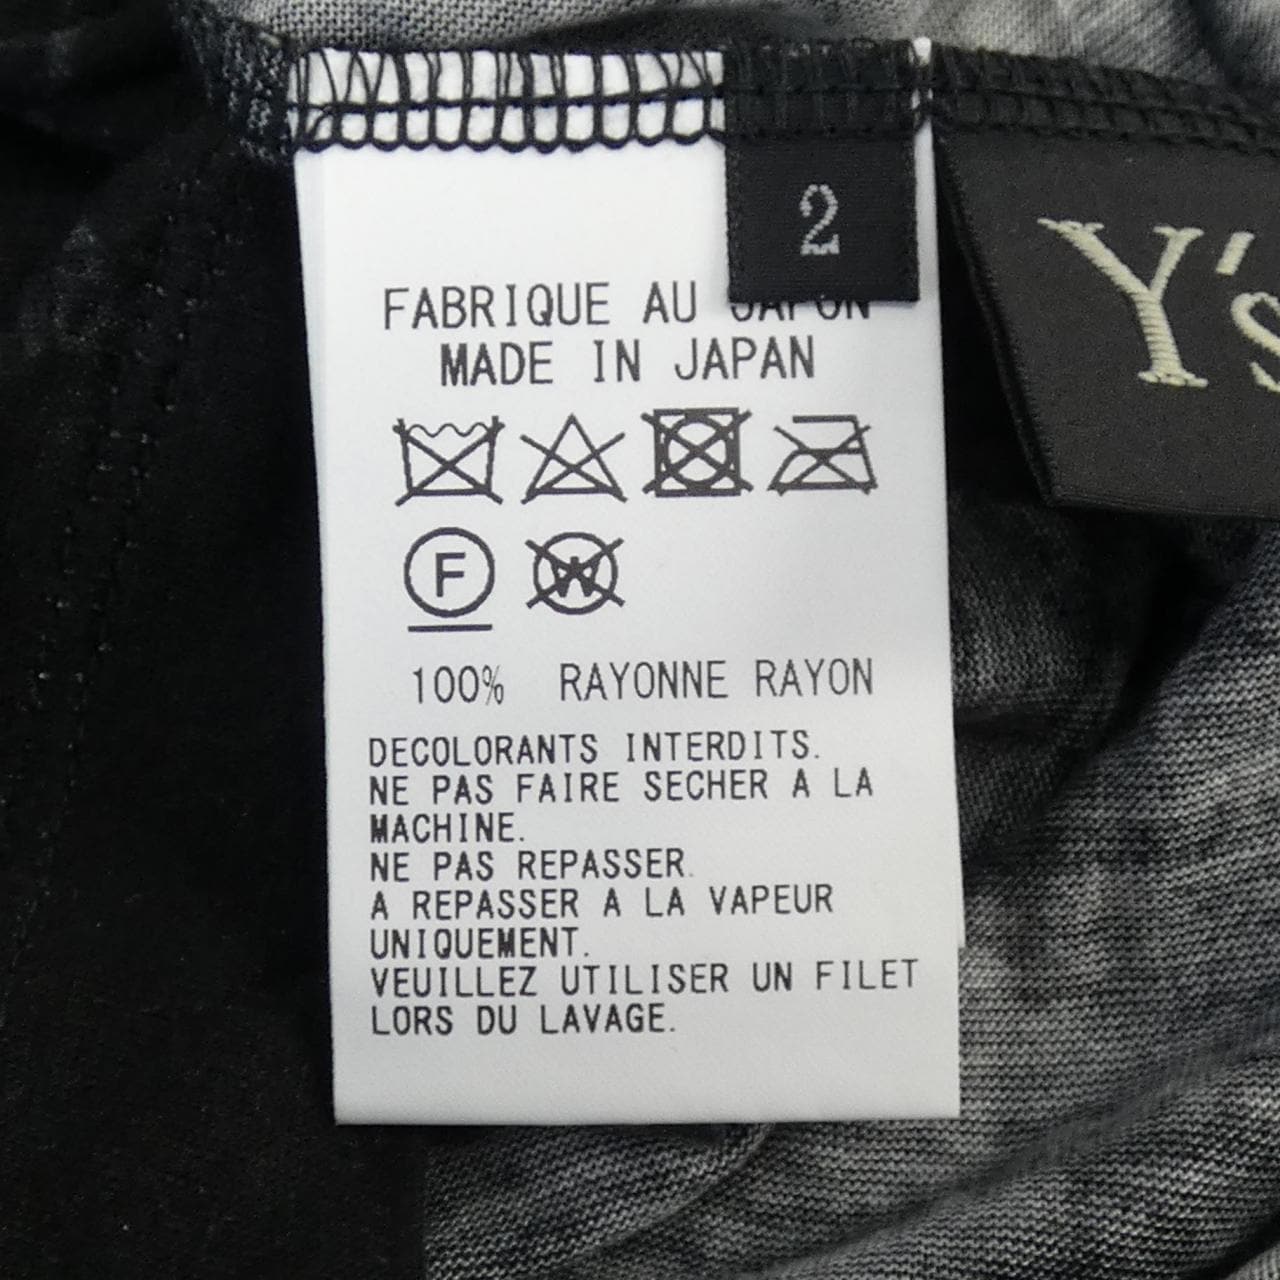 2
Y's
FABRIQUE AU JAPON
MADE IN JAPAN
F
W
100% RAYONNE RAYON
DECOLORANTS INTERDITS.
NE PAS FAIRE SECHER A LA
MACHINE.
NE PAS REPASSER.
A REPASSER A LA VAPEUR
UNIQUEMENT.
VEUILLEZ UTILISER UN FILET
LORS DU LAVAGE.